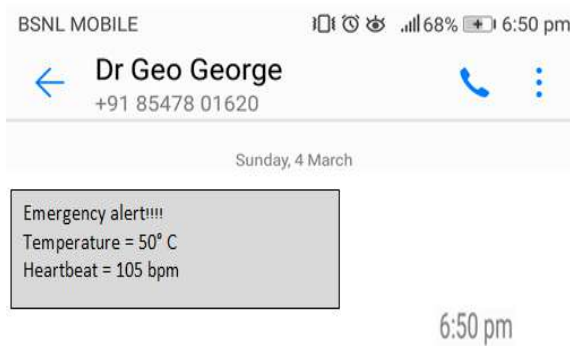 BSNL MOBILE 68% 6:50 pm
Dr Geo George
+91 85478 01620
Sunday, 4 March
Emergency alert!!!!
Temperature = 50° C
Heartbeat = 105 bpm
6:50 pm